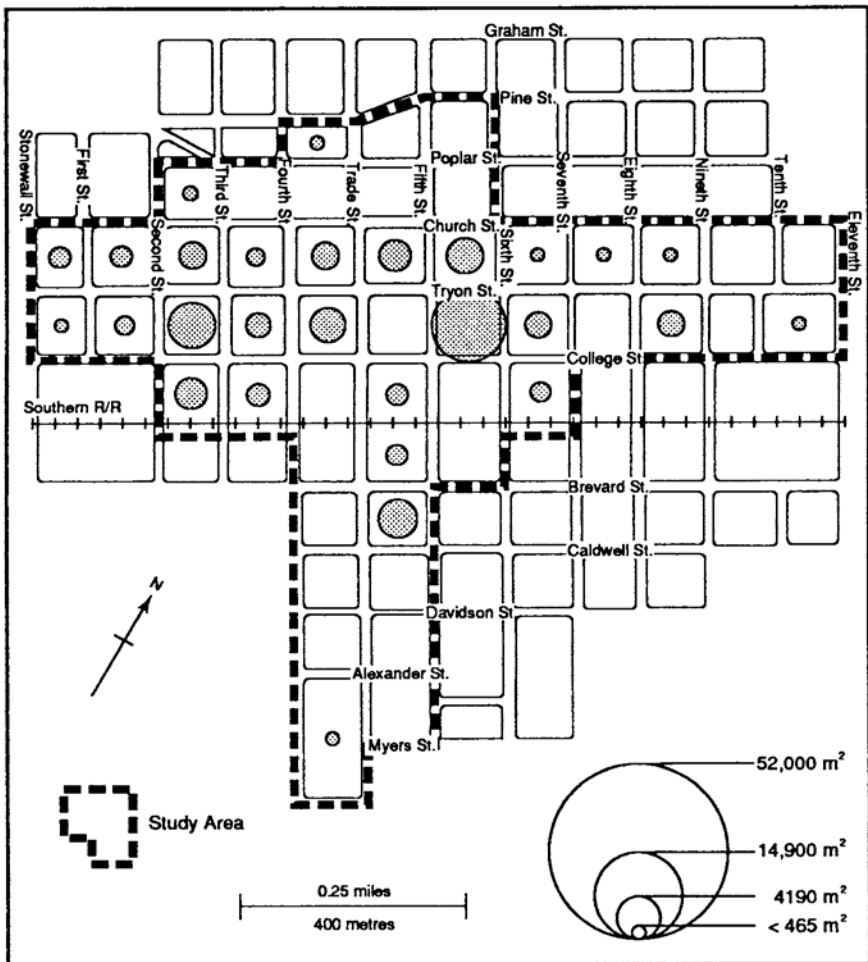 Graham St.
Pine St.
Poplar St.
Stonewall St.
First St.
Second St.
Third St.
Fourth St.
Trade St.
Fifth St.
Sixth St.
Seventh St.
Eighth St.
Nineth St.
Tenth St.
Eleventh St.
Church St.
Tryon St.
College St.
Southern R/R
Brevard St.
Caldwell St.
Davidson St
Alexander St.
Myers St.
N
Study Area
0.25 miles
400 metres
52,000 m²
14,900 m²
4190 m²
< 465 m²